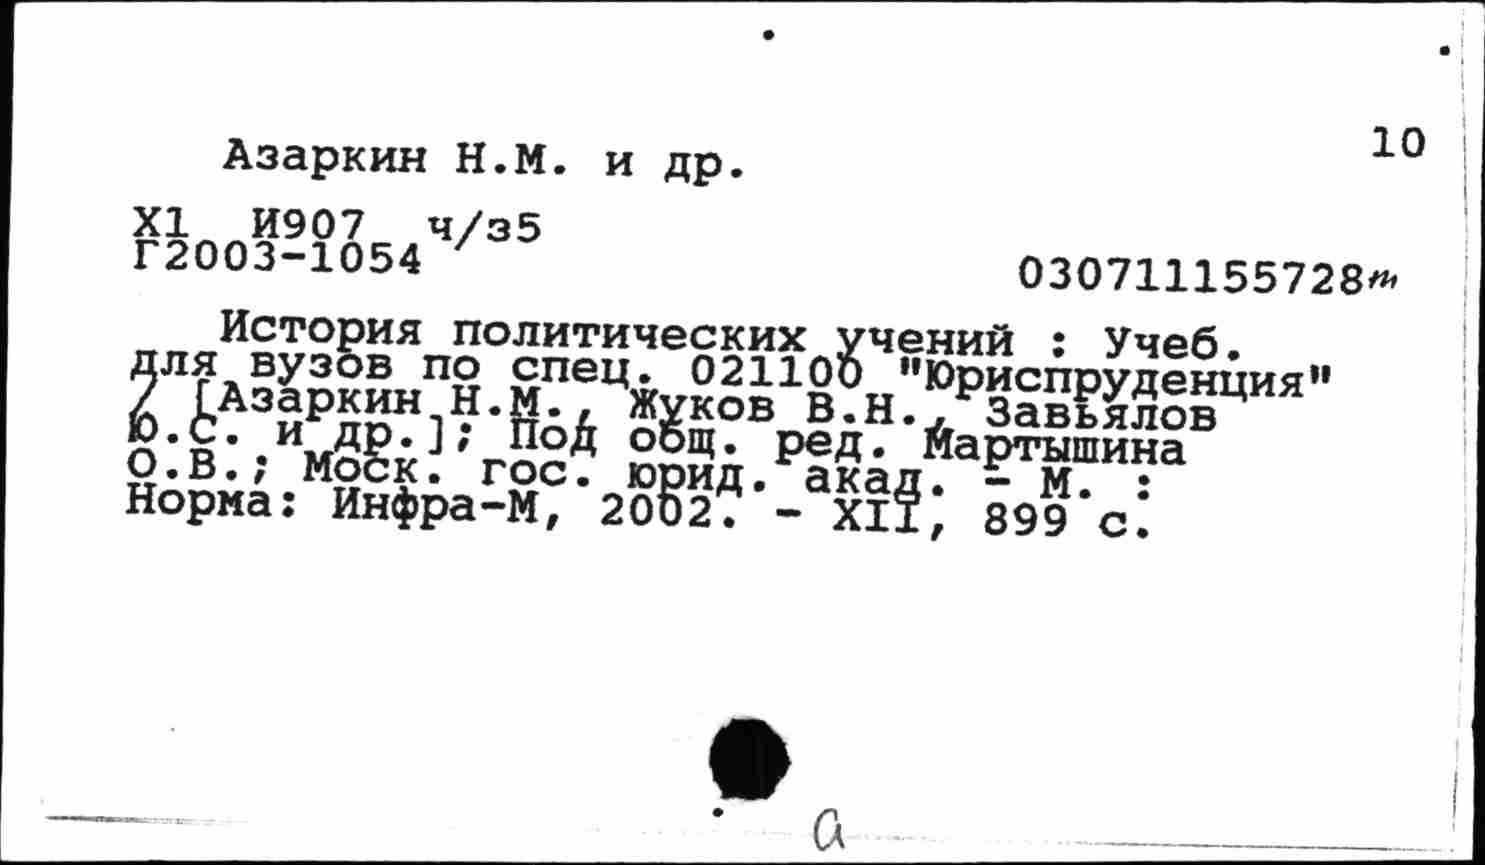 10
Азаркин Н.М. и др.
Х1 И907 ч/з5
Г2003-1054
030711155728m
История политических учений : Учеб.
для вузов по спец. 021100 "Юриспруденция"
/ [Азаркин Н.М., Жуков В.Н., Завьялов
Ю.С. и др.]; Под общ. ред. Мартышина
О.В.; Моск. гос. юрид. акад. - М. :
Норма: Инфра-М, 2002. - XII, 899 с.
a